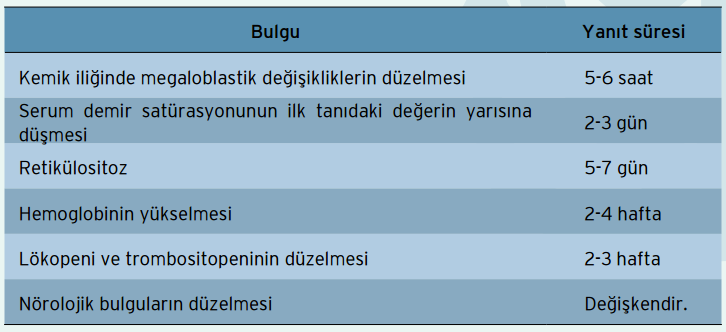 Bulgu Yanıt süresi
Kemik iliğinde megaloblastik değişikliklerin düzelmesi 5-6 saat
Serum demir satürasyonunun ilk tanıdaki değerin yarısına
düşmesi 2-3 gün
Retikülositoz 5-7 gün
Hemoglobinin yükselmesi 2-4 hafta
Lökopeni ve trombositopeninin düzelmesi 2-3 hafta
Nörolojik bulguların düzelmesi Değişkendir.